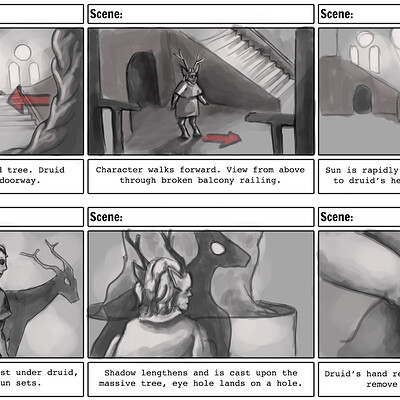 Scene:
Scene:
d tree. Druid
doorway.
Character walks forward. View from above
through broken balcony railing.
Sun is rapidly
to druid's he
Scene:
Scene:
st under druid,
un sets.
Shadow lengthens and is cast upon the
massive tree, eye hole lands on a hole.
Druid's hand re
remove